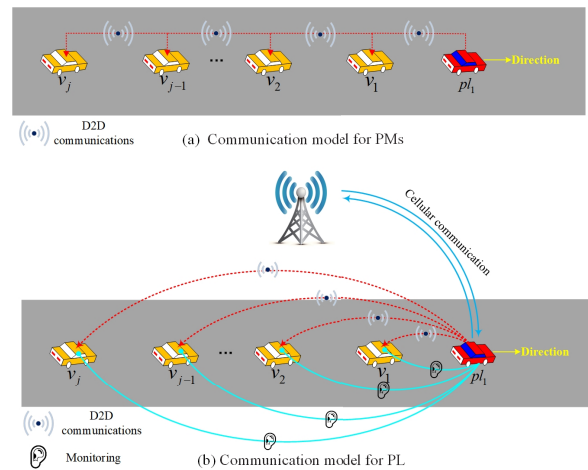 Direction
v_j
v_{j-1}
...
v_2
v_1
pl_1
D2D
communications
(a) Communication model for PMs
Cellular communication
Direction
v_j
v_{j-1}
...
v_2
v_1
pl_1
D2D
communications
Monitoring
(b) Communication model for PL